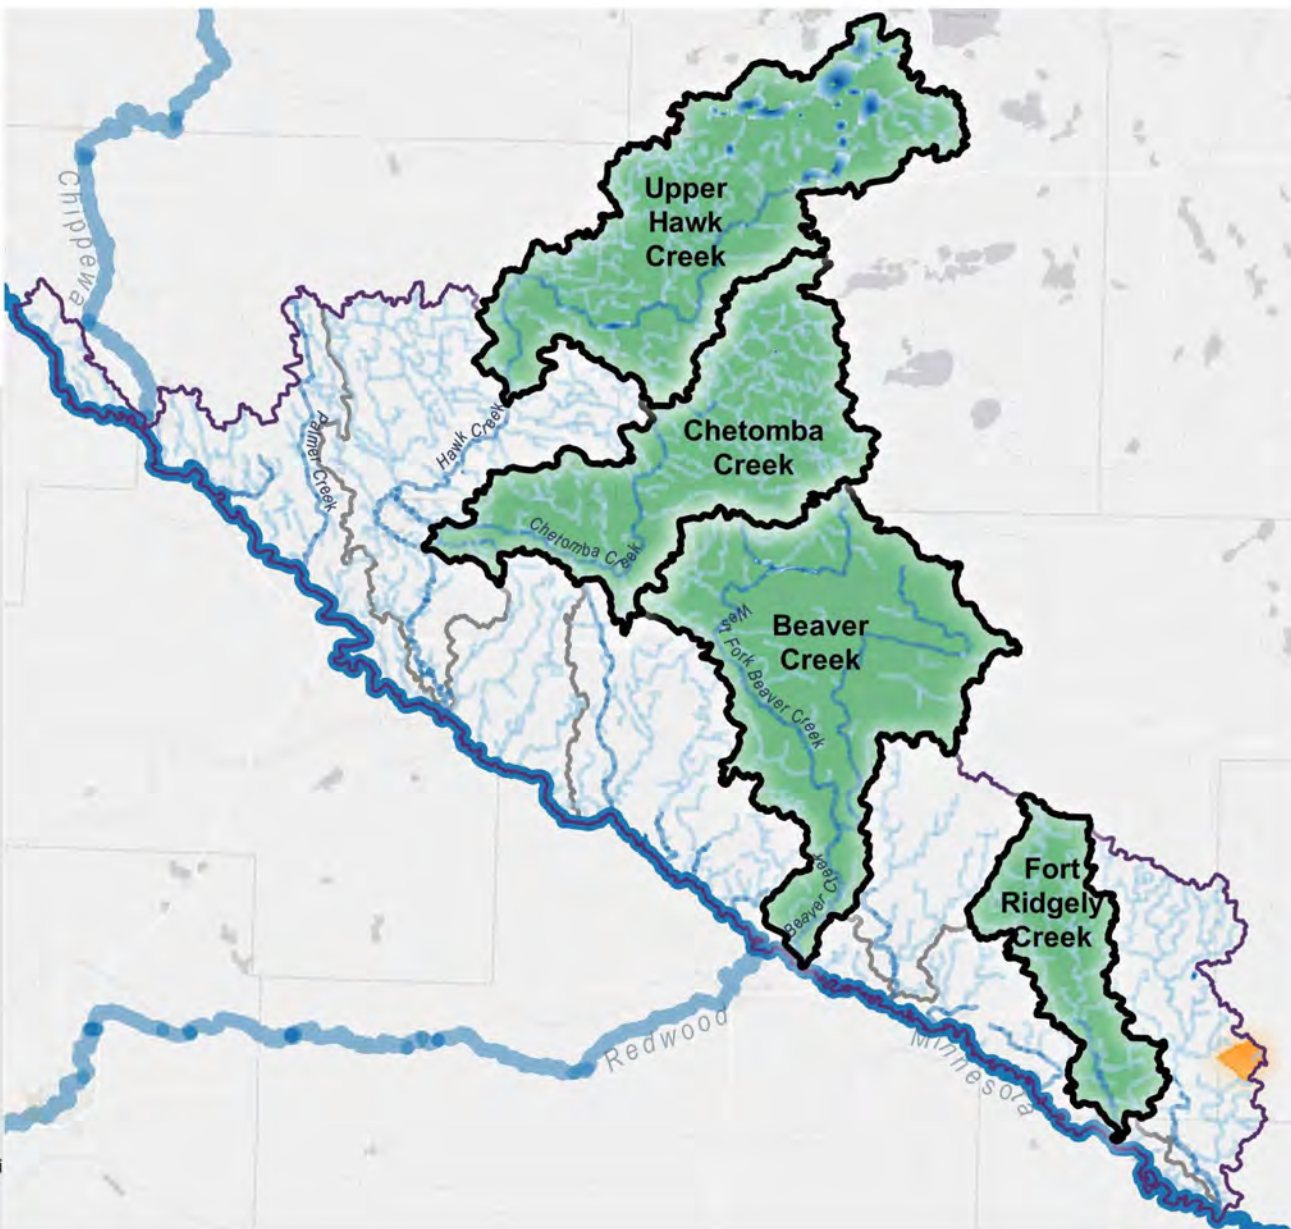 Upper
Hawk
Creek
Chippewa
Palmer Creek
Hawk Creek
Chetomba
Creek
Chetomba Creek
Beaver
Creek
West Fork Beaver Creek
Beaver Creek
Fort
Ridgely
Creek
Redwood
Minnesota
i